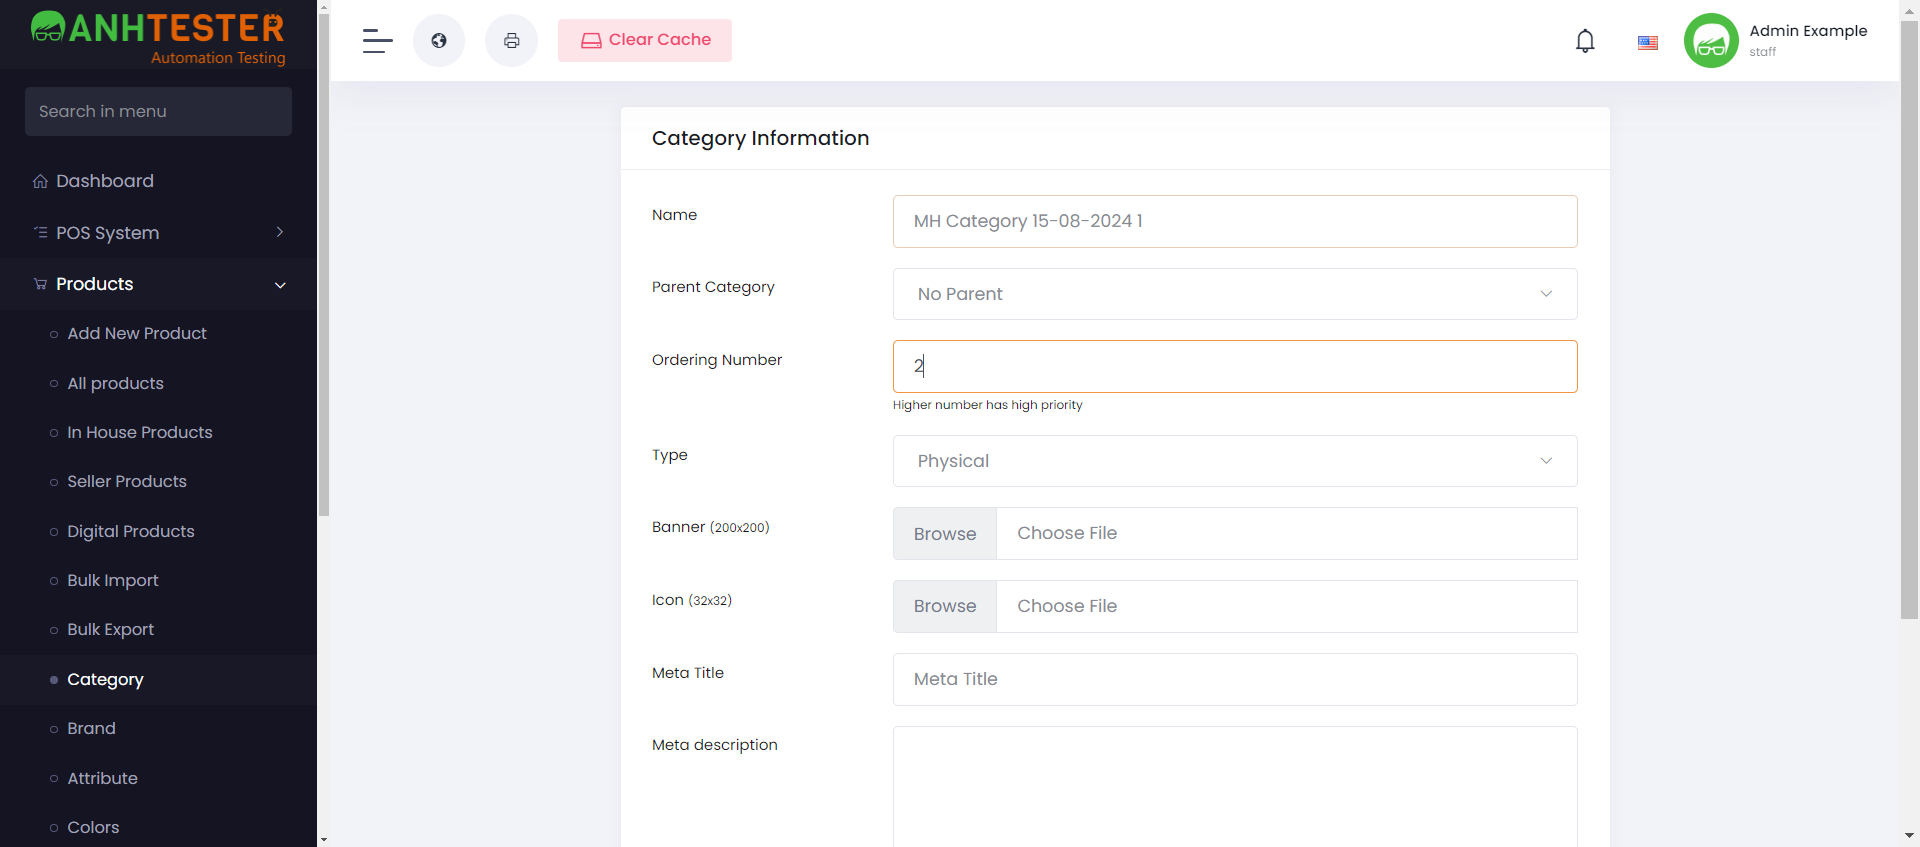 ANHTESTER
Automation Testing
Search in menu
Dashboard
POS System
Products
Add New Product
All products
In House Products
Seller Products
Digital Products
Bulk Import
Bulk Export
Category
Brand
Attribute
Colors
Clear Cache
Admin Example
staff
Category Information
Name
MH Category 15-08-2024 1
Parent Category
No Parent
Ordering Number
2
Higher number has high priority
Type
Physical
Banner (200x200)
Browse Choose File
Icon (32x32)
Browse Choose File
Meta Title
Meta Title
Meta description